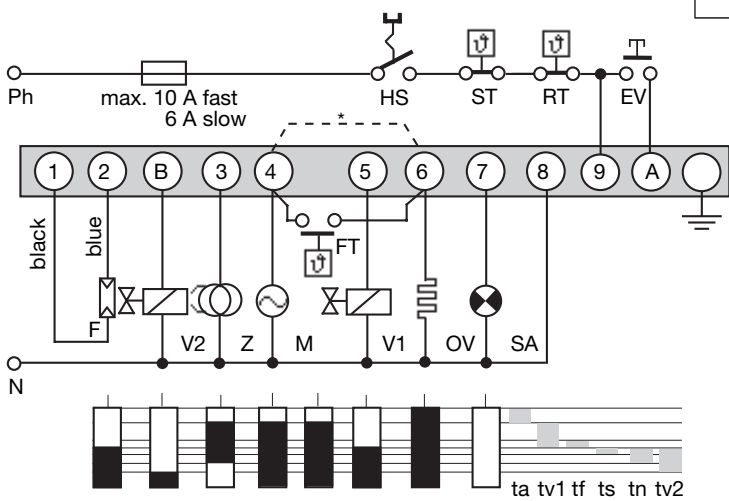 ϑ ϑ
Ph max. 10 A fast HS ST RT EV
6 A slow
*
1 2 B 3 4 5 6 7 8 9 A
black blue FT
ϑ
F V2 Z M V1 OV SA
N
ta tv1 tf ts tn tv2